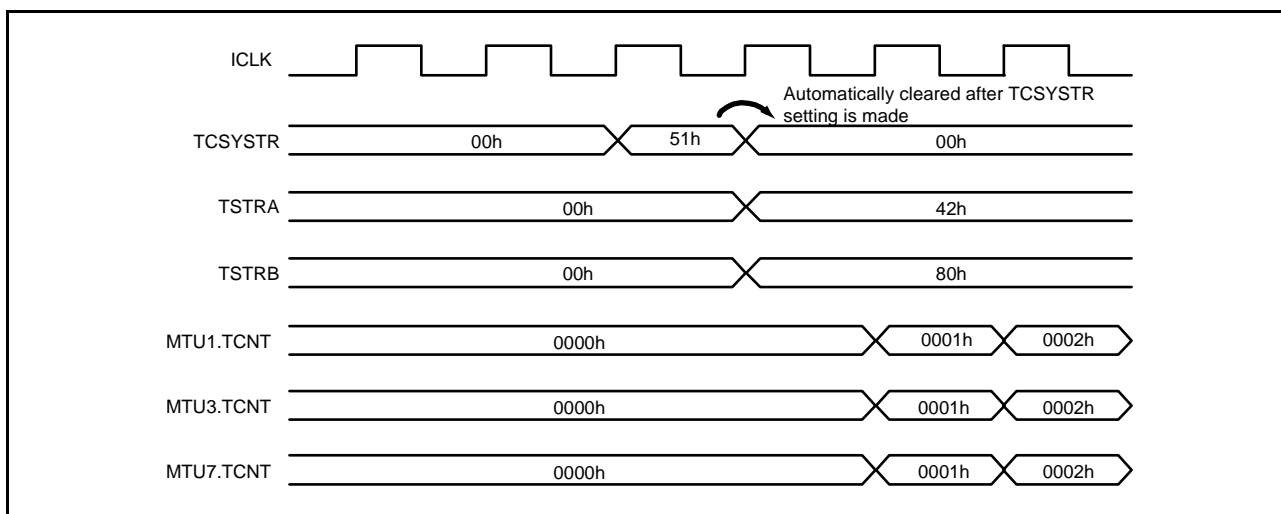 ICLK
Automatically cleared after TCSYSTR
setting is made
TCSYSTR 00h 51h 00h
TSTRA 00h 42h
TSTRB 00h 80h
MTU1.TCNT 0000h 0001h 0002h
MTU3.TCNT 0000h 0001h 0002h
MTU7.TCNT 0000h 0001h 0002h